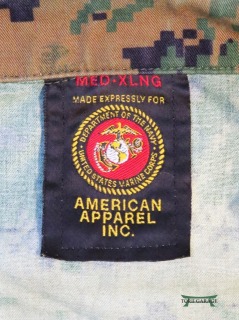 MED-XLNG
MADE EXPRESSLY FOR
DEPARTMENT OF THE NAVY
UNITED STATES MARINE CORPS
AMERICAN
APPAREL
INC.